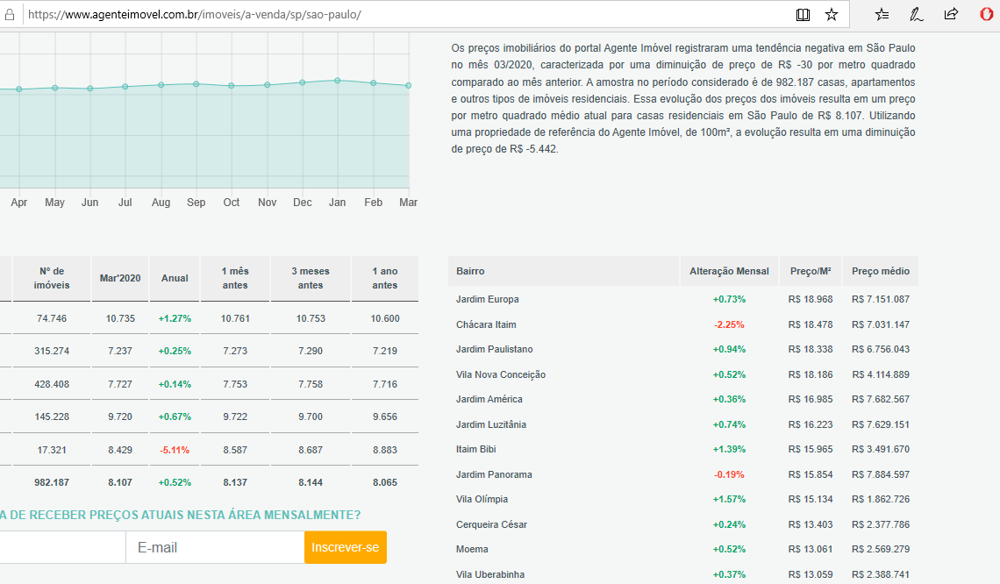 https://www.agenteimovel.com.br/imoveis/a-venda/sp/sao-paulo/
Os preços imobiliários do portal Agente Imóvel registraram uma tendência negativa em São Paulo
no mês 03/2020, caracterizada por uma diminuição de preço de R$ -30 por metro quadrado
comparado ao mês anterior. A amostra no período considerado é de 982.187 casas, apartamentos
e outros tipos de imóveis residenciais. Essa evolução dos preços dos imóveis resulta em um preço
por metro quadrado médio atual para casas residenciais em São Paulo de R$ 8.107. Utilizando
uma propriedade de referência do Agente Imóvel, de 100m², a evolução resulta em uma diminuição
de preço de R$ -5.442.
Apr May Jun Jul Aug Sep Oct Nov Dec Jan Feb Mar
Nº de imóveis Mar'2020 Anual 1 mês antes 3 meses antes 1 ano antes
74.746 10.735 +1.27% 10.761 10.753 10.600
315.274 7.237 +0.25% 7.273 7.290 7.219
428.408 7.727 +0.14% 7.753 7.758 7.716
145.228 9.720 +0.67% 9.722 9.700 9.656
17.321 8.429 -5.11% 8.587 8.687 8.883
982.187 8.107 +0.52% 8.137 8.144 8.065
A DE RECEBER PREÇOS ATUAIS NESTA ÁREA MENSALMENTE?
E-mail Inscrever-se
Bairro Alteração Mensal Preço/M² Preço médio
Jardim Europa +0.73% R$ 18.968 R$ 7.151.087
Chácara Itaim -2.25% R$ 18.478 R$ 7.031.147
Jardim Paulistano +0.94% R$ 18.338 R$ 6.756.043
Vila Nova Conceição +0.52% R$ 18.186 R$ 4.114.889
Jardim América +0.36% R$ 16.985 R$ 7.682.567
Jardim Luzitânia +0.74% R$ 16.223 R$ 7.629.151
Itaim Bibi +1.39% R$ 15.965 R$ 3.491.670
Jardim Panorama -0.19% R$ 15.854 R$ 7.884.597
Vila Olímpia +1.57% R$ 15.134 R$ 1.862.726
Cerqueira César +0.24% R$ 13.403 R$ 2.377.786
Moema +0.52% R$ 13.061 R$ 2.569.279
Vila Uberabinha +0.37% R$ 13.059 R$ 2.388.741